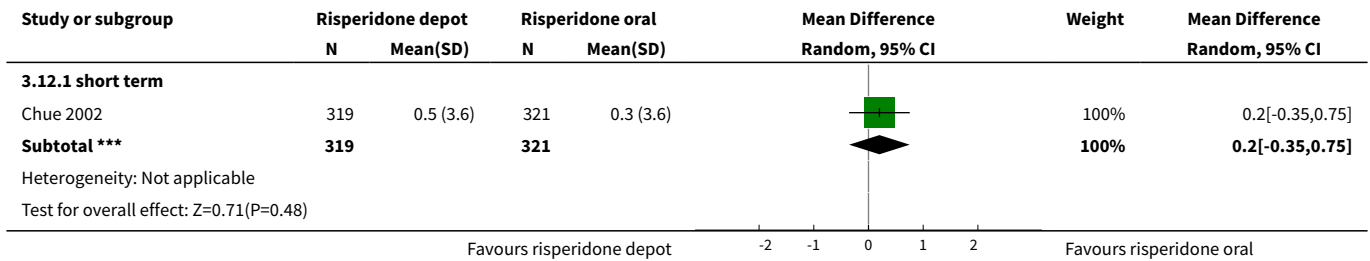 Study or subgroup Risperidone depot Risperidone oral Mean Difference Weight Mean Difference
N Mean(SD) N Mean(SD) Random, 95% CI Random, 95% CI
3.12.1 short term
Chue 2002 319 0.5 (3.6) 321 0.3 (3.6) 100% 0.2[-0.35,0.75]
Subtotal *** 319 321 100% 0.2[-0.35,0.75]
Heterogeneity: Not applicable
Test for overall effect: Z=0.71(P=0.48)
Favours risperidone depot -2 -1 0 1 2 Favours risperidone oral